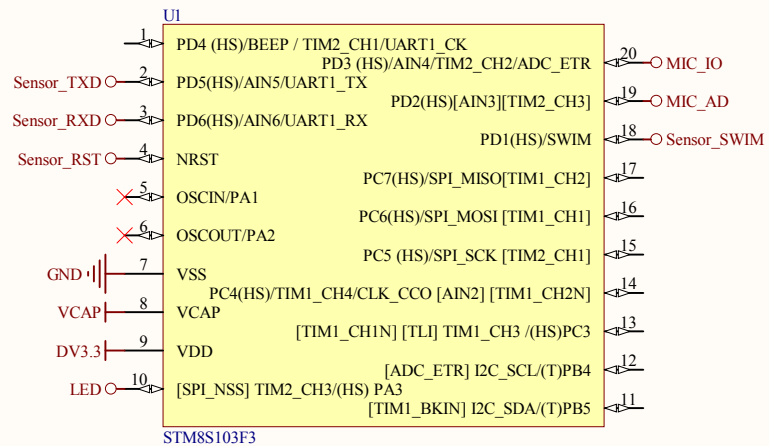 U1
1 PD4 (HS)/BEEP / TIM2_CH1/UART1_CK
PD3 (HS)/AIN4/TIM2_CH2/ADC_ETR 20 MIC_IO
Sensor_TXD 2 PD5(HS)/AIN5/UART1_TX
PD2(HS)[AIN3][TIM2_CH3] 19 MIC_AD
Sensor_RXD 3 PD6(HS)/AIN6/UART1_RX
PD1(HS)/SWIM 18 Sensor_SWIM
Sensor_RST 4 NRST
PC7(HS)/SPI_MISO[TIM1_CH2] 17
5 OSCIN/PA1
PC6(HS)/SPI_MOSI [TIM1_CH1] 16
6 OSCOUT/PA2
PC5 (HS)/SPI_SCK [TIM2_CH1] 15
GND 7 VSS
PC4(HS)/TIM1_CH4/CLK_CCO [AIN2] [TIM1_CH2N] 14
VCAP 8 VCAP
[TIM1_CH1N] [TLI] TIM1_CH3 /(HS)PC3 13
DV3.3 9 VDD
[ADC_ETR] I2C_SCL/(T)PB4 12
LED 10 [SPI_NSS] TIM2_CH3/(HS) PA3
[TIM1_BKIN] I2C_SDA/(T)PB5 11
STM8S103F3